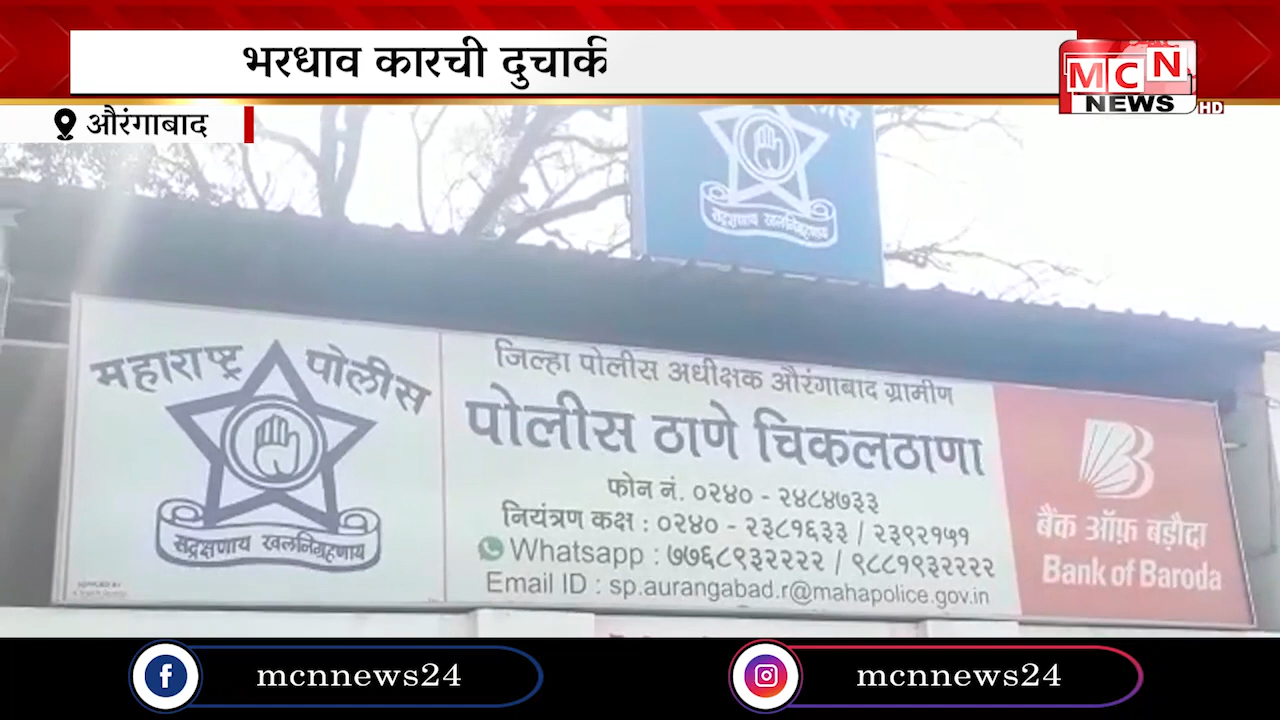 भरधाव कारची दुचार्क
MCN
NEWS HD
औरंगाबाद
सद्रक्षणाय खलनिग्रहणाय
महाराष्ट्र पोलीस
सद्रक्षणाय खलनिग्रहणाय
जिल्हा पोलीस अधीक्षक औरंगाबाद ग्रामीण
पोलीस ठाणे चिकलठाणा
फोन नं. ०२४० - २४८४७३३
नियंत्रण कक्ष : ०२४० - २३८१६३३ / २३९२१५१
Whatsapp : ७७६८९३२२२२ / ९८८१९३२२२२
Email ID : sp.aurangabad.r@mahapolice.gov.in
बैंक ऑफ़ बड़ौदा
Bank of Baroda
mcnnews24
mcnnews24